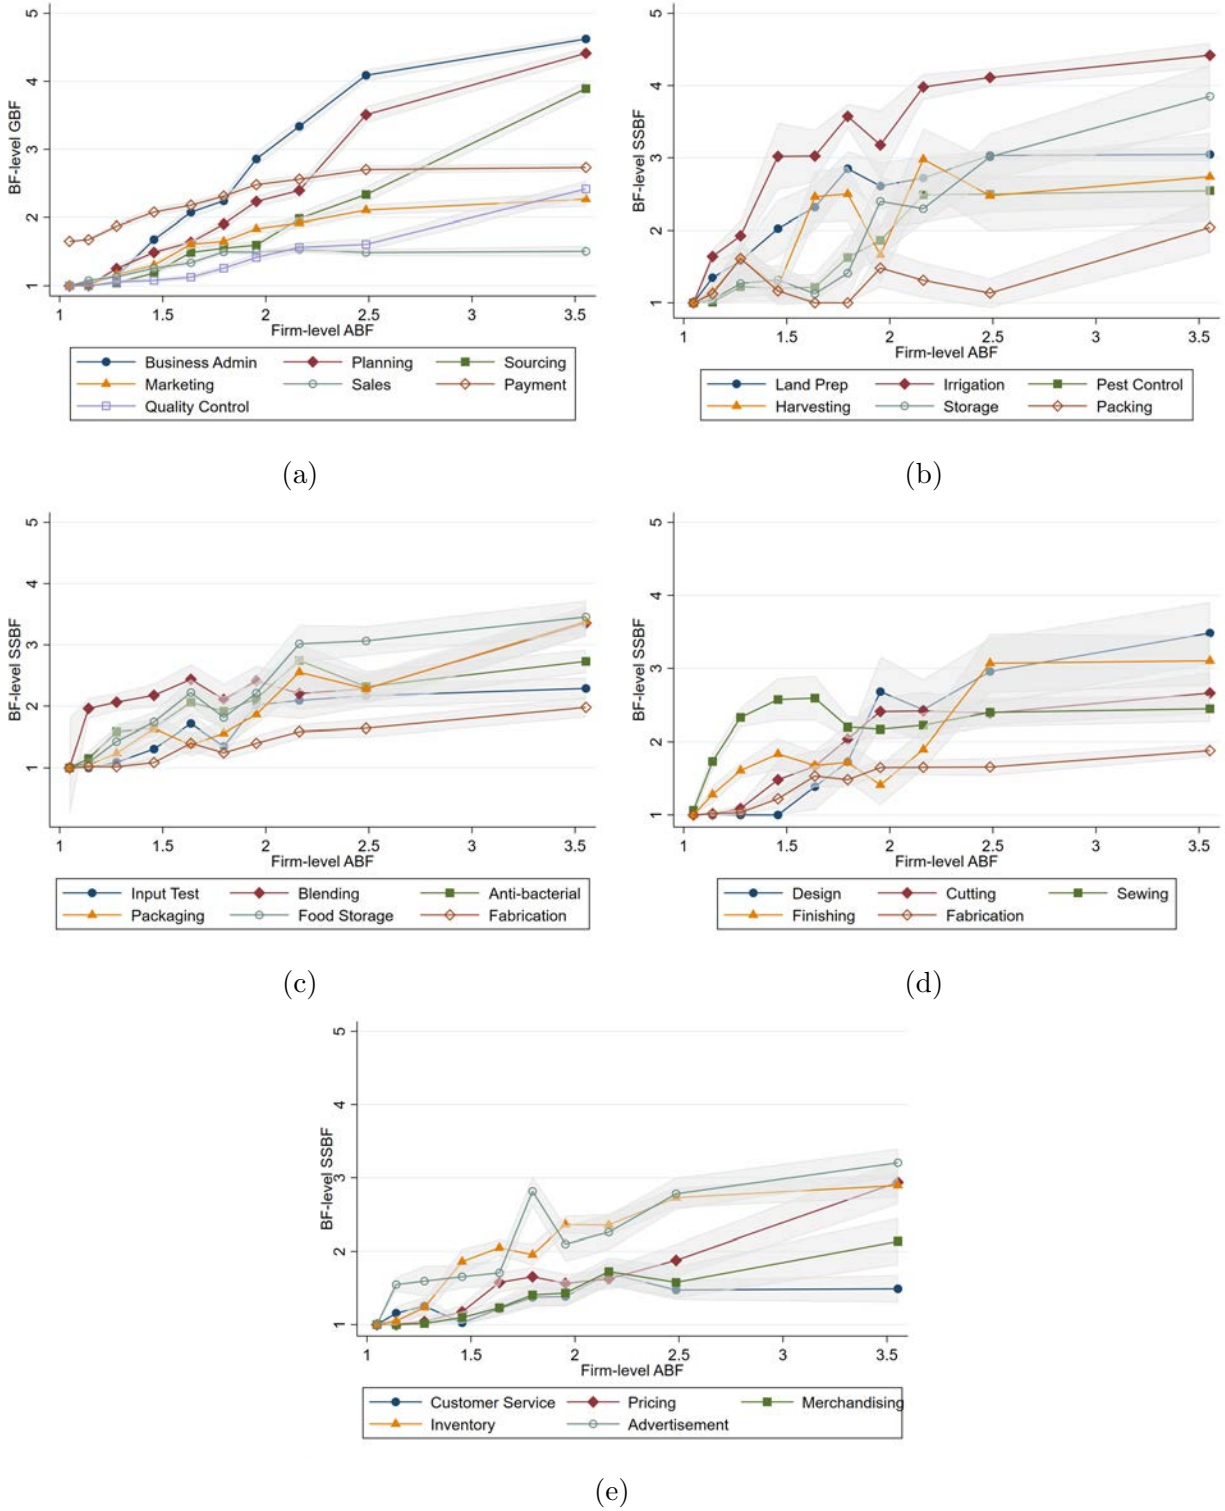 5
4
3
2
1
BF-level GBF
1 1.5 2 2.5 3 3.5
Firm-level ABF
Business Admin Planning Sourcing
Marketing Sales Payment
Quality Control
(a)
5
4
3
2
1
BF-level SSBF
1 1.5 2 2.5 3 3.5
Firm-level ABF
Land Prep Irrigation Pest Control
Harvesting Storage Packing
(b)
5
4
3
2
1
BF-level SSBF
1 1.5 2 2.5 3 3.5
Firm-level ABF
Input Test Blending Anti-bacterial
Packaging Food Storage Fabrication
(c)
5
4
3
2
1
BF-level SSBF
1 1.5 2 2.5 3 3.5
Firm-level ABF
Design Cutting Sewing
Finishing Fabrication
(d)
5
4
3
2
1
BF-level SSBF
1 1.5 2 2.5 3 3.5
Firm-level ABF
Customer Service Pricing Merchandising
Inventory Advertisement
(e)